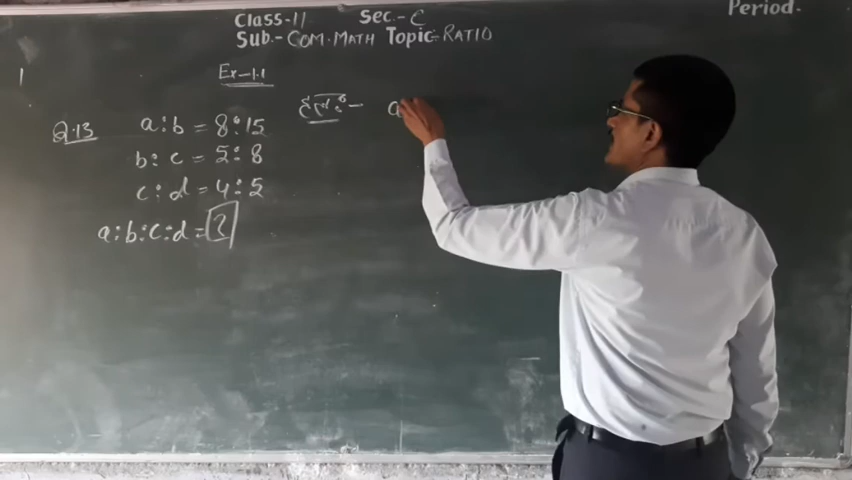 Class-11 Sec.-C Period.
Sub.- COM.MATH Topic:- RATIO
Ex-1.1
Q.13 a:b = 8:15
b:c = 5:8
c:d = 4:5
a:b:c:d = ?
हलः- a